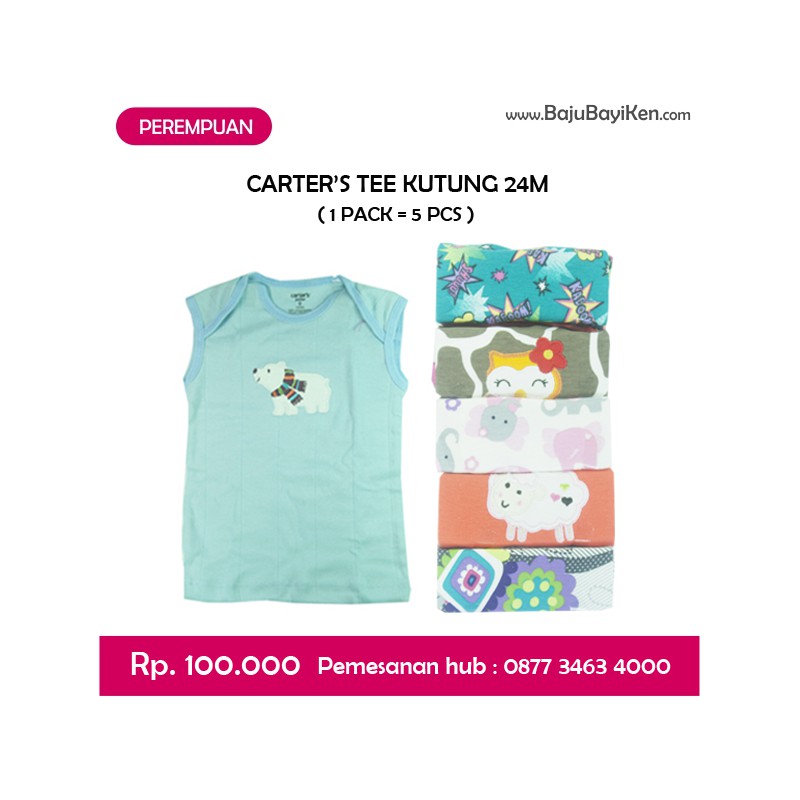 PEREMPUAN
www.BajuBayiKen.com
CARTER'S TEE KUTUNG 24M
( 1 PACK = 5 PCS )
carter's
Rp. 100.000 Pemesanan hub : 0877 3463 4000